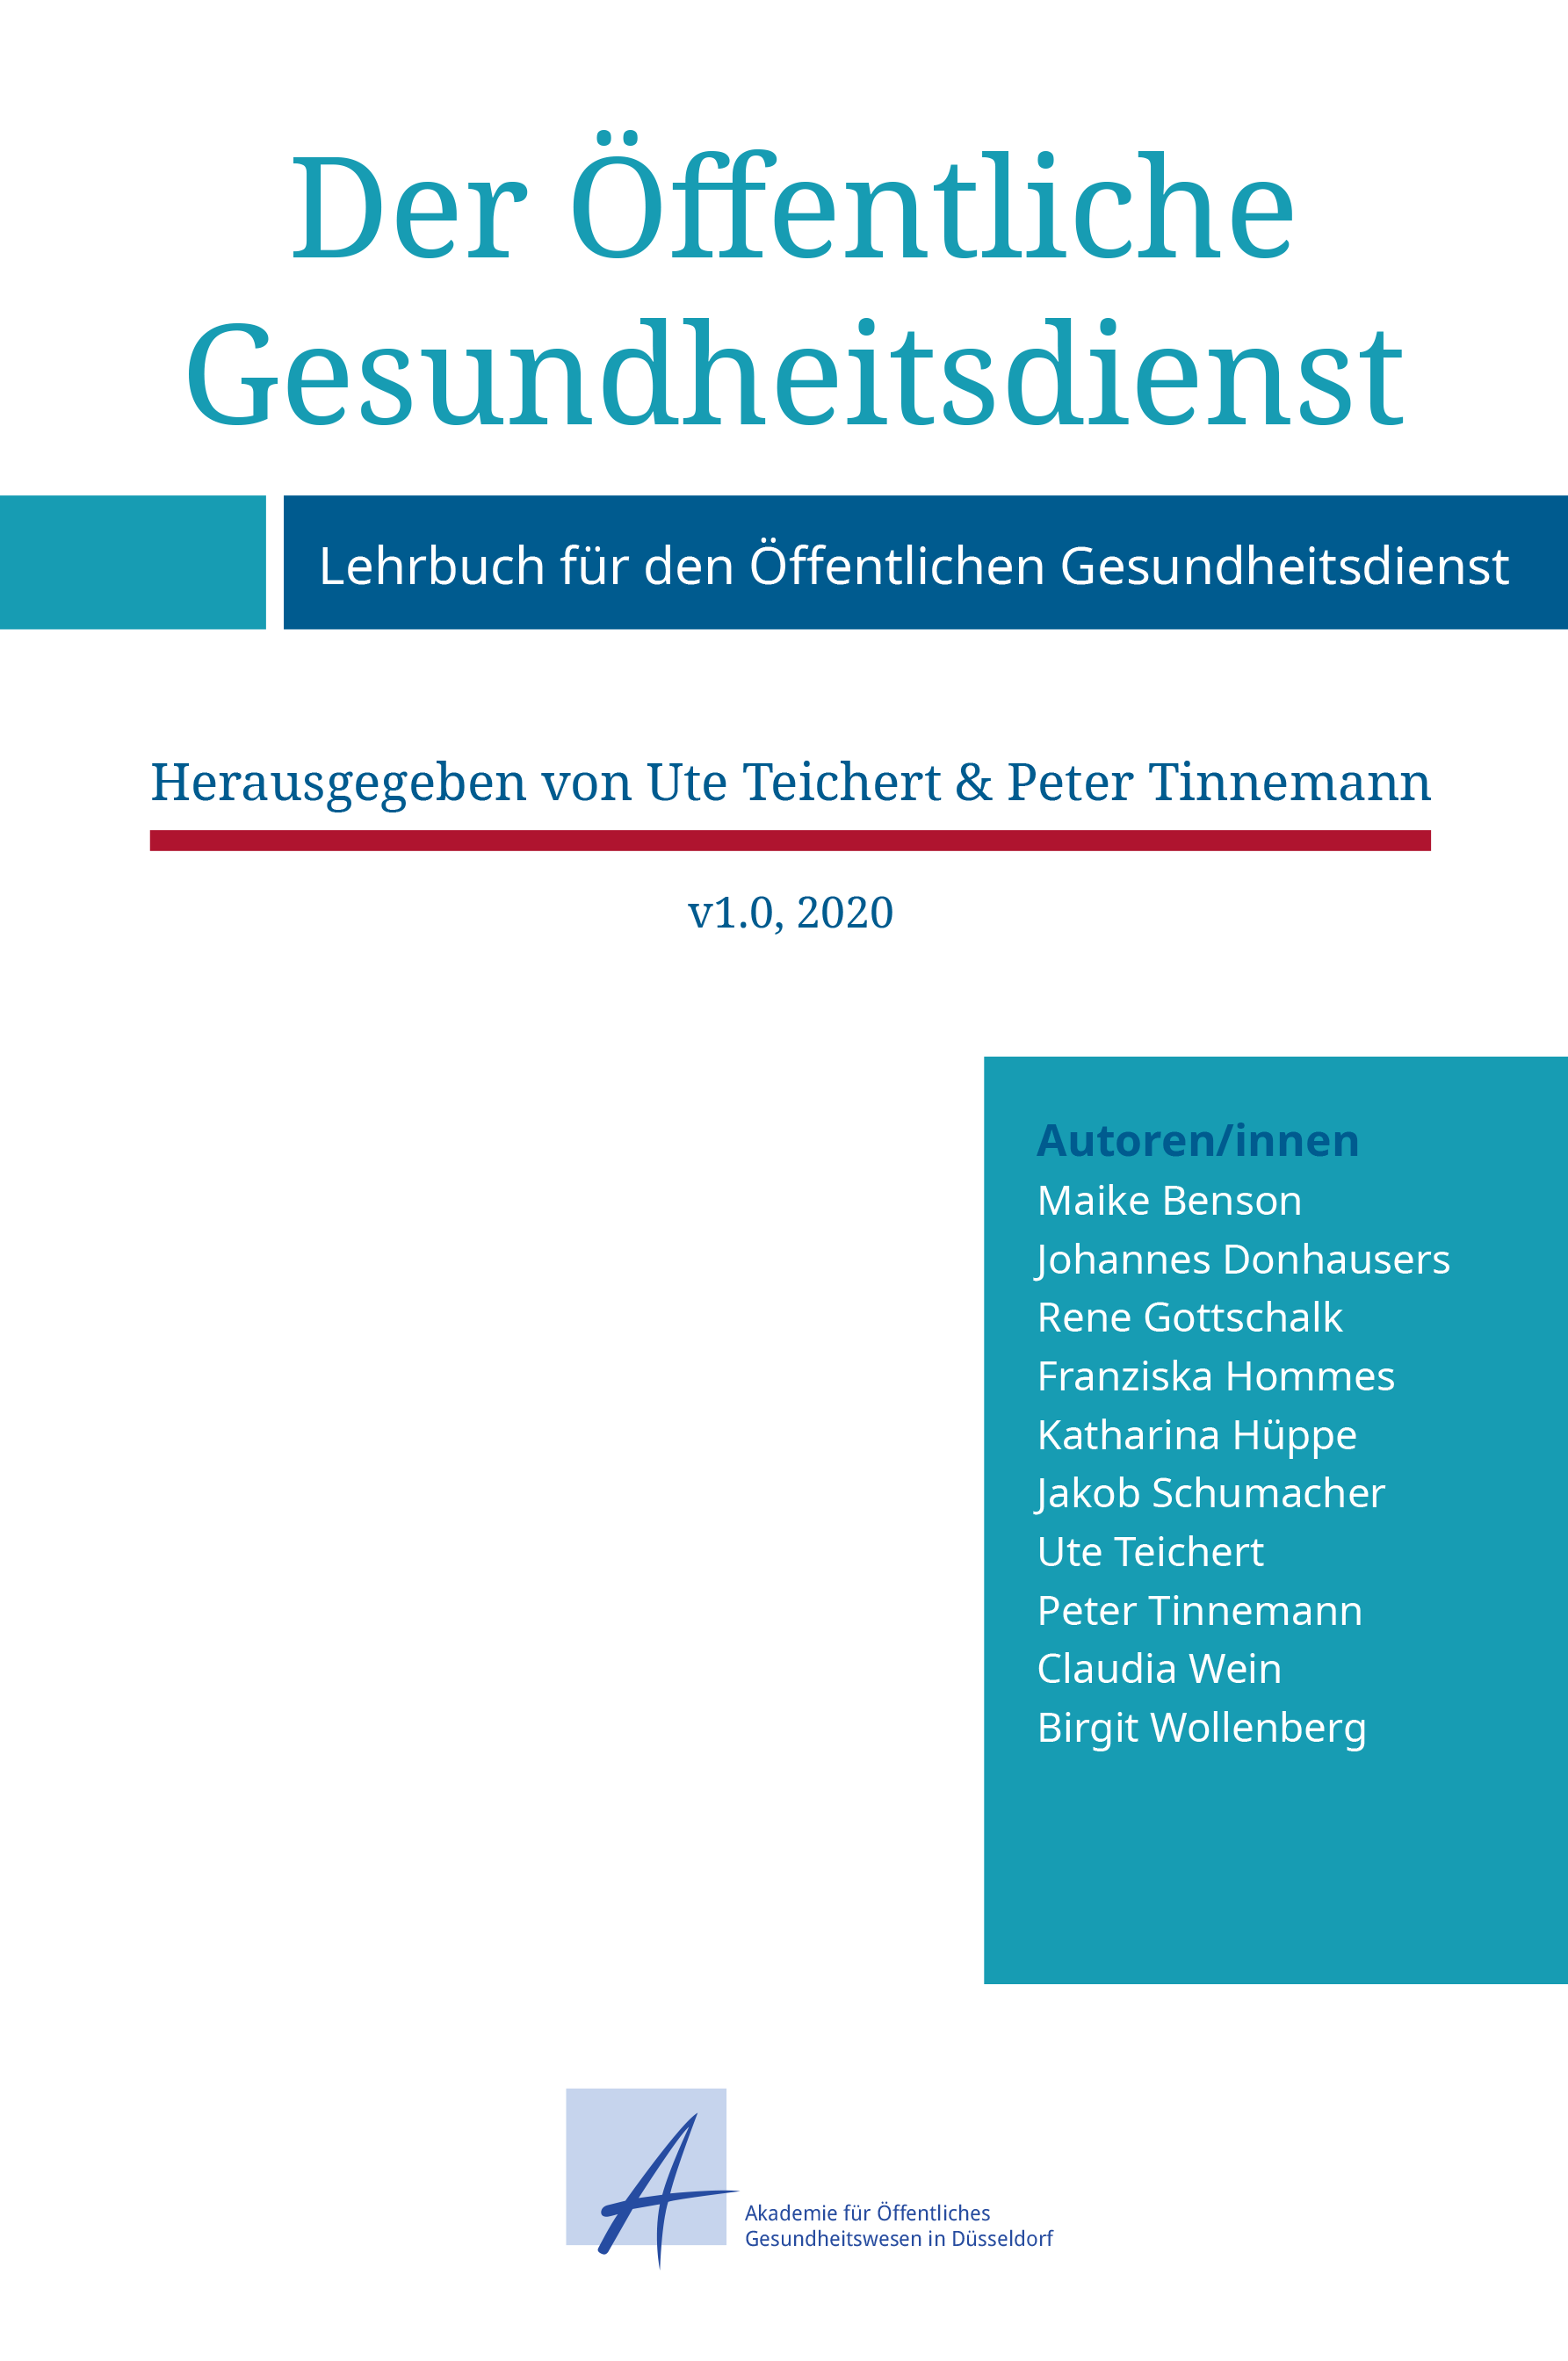 Der Öffentliche
Gesundheitsdienst
Lehrbuch für den Öffentlichen Gesundheitsdienst
Herausgegeben von Ute Teichert & Peter Tinnemann
v1.0, 2020
Autoren/innen
Maike Benson
Johannes Donhausers
Rene Gottschalk
Franziska Hommes
Katharina Hüppe
Jakob Schumacher
Ute Teichert
Peter Tinnemann
Claudia Wein
Birgit Wollenberg
A
Akademie für Öffentliches
Gesundheitswesen in Düsseldorf